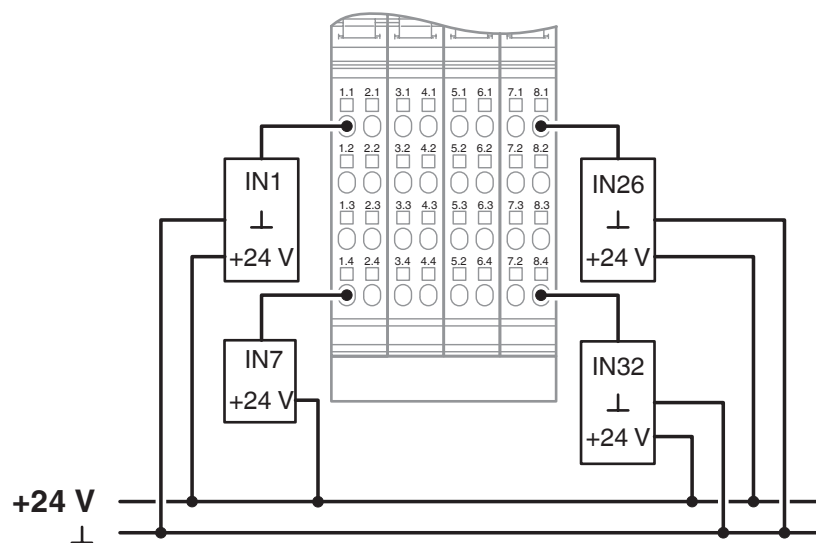 1.1 2.1 3.1 4.1 5.1 6.1 7.1 8.1
1.2 2.2 3.2 4.2 5.2 6.2 7.2 8.2
IN1
⊥
+24 V
IN26
⊥
+24 V
1.3 2.3 3.3 4.3 5.3 6.3 7.3 8.3
1.4 2.4 3.4 4.4 5.2 6.4 7.2 8.4
IN7
+24 V
IN32
⊥
+24 V
+24 V
⊥